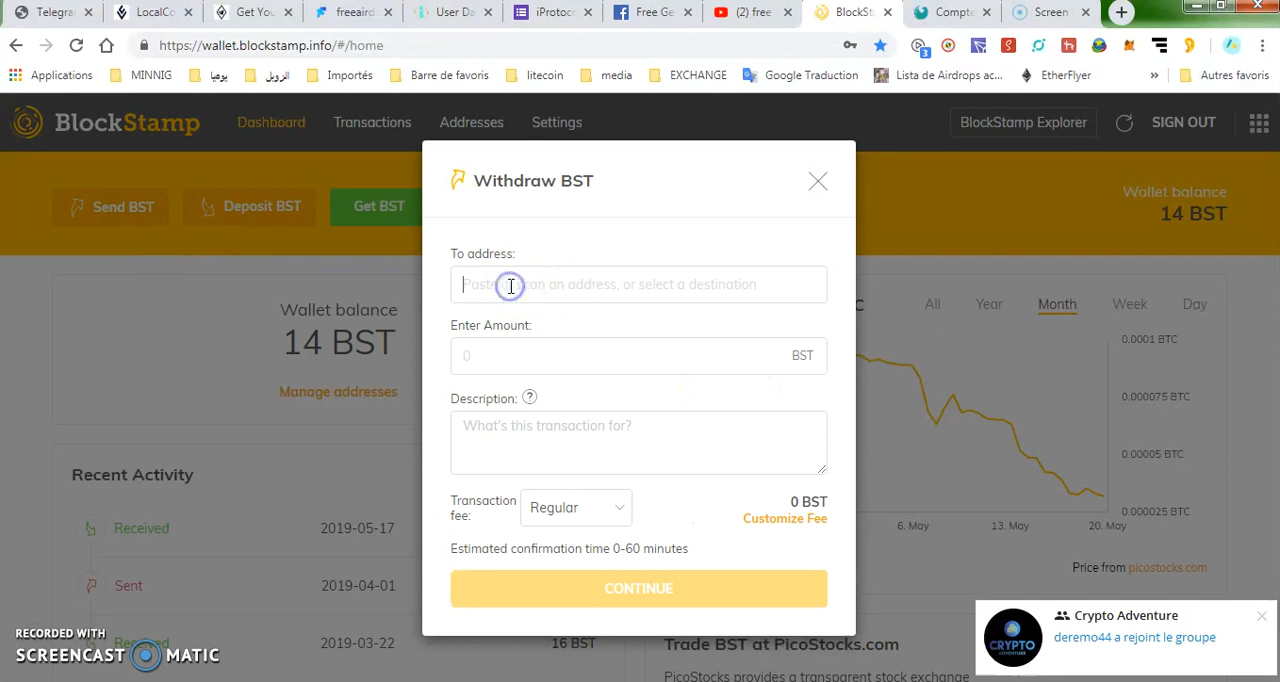 Telegra
LocalCo
Get You
freeaird
User Da
iProtoc
Free Ge
(2) free
BlockSt
Compte
Screen
https://wallet.blockstamp.info/#/home
3
Applications
MINNIG
يوميا
الزويل
Importés
Barre de favoris
litecoin
media
EXCHANGE
Google Traduction
Lista de Airdrops ac...
EtherFlyer
»
Autres favoris
BlockStamp
Dashboard
Transactions
Addresses
Settings
BlockStamp Explorer
SIGN OUT
Send BST
Deposit BST
Get BST
Wallet balance
14 BST
Withdraw BST
To address:
Paste, scan an address, or select a destination
Enter Amount:
0
BST
Description: ?
What's this transaction for?
Transaction fee:
Regular
0 BST
Customize Fee
Estimated confirmation time 0-60 minutes
CONTINUE
Wallet balance
14 BST
Manage addresses
Recent Activity
Received
2019-05-17
Sent
2019-04-01
Received
2019-03-22
16 BST
All
Year
Month
Week
Day
0.0001 BTC
0.000075 BTC
0.00005 BTC
0.000025 BTC
6. May
13. May
20. May
Price from picostocks.com
Trade BST at PicoStocks.com
PicoStocks provides a transparent stock exchange
Crypto Adventure
deremo44 a rejoint le groupe
CRYPTO
ADVENTURE
RECORDED WITH
SCREENCAST MATIC